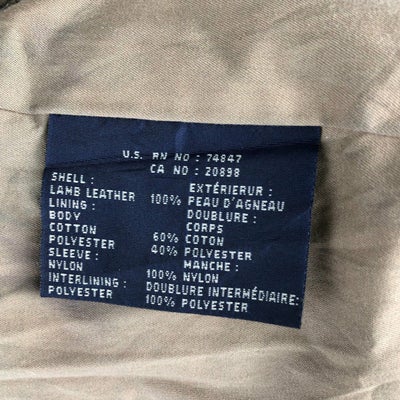 U.S. RN NO : 74847
CA NO : 20898
SHELL : EXTÉRIERUR :
LAMB LEATHER 100% PEAU D'AGNEAU
LINING : DOUBLURE :
BODY CORPS
COTTON 60% COTON
POLYESTER 40% POLYESTER
SLEEVE : MANCHE :
NYLON 100% NYLON
INTERLINING : DOUBLURE INTERMÉDIAIRE:
POLYESTER 100% POLYESTER